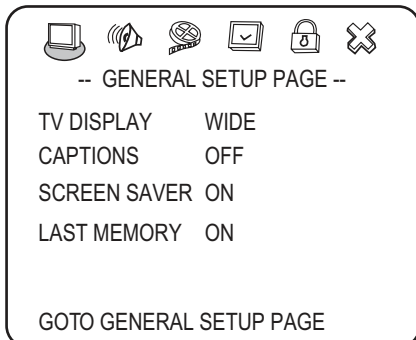 -- GENERAL SETUP PAGE --
TV DISPLAY WIDE
CAPTIONS OFF
SCREEN SAVER ON
LAST MEMORY ON
GOTO GENERAL SETUP PAGE